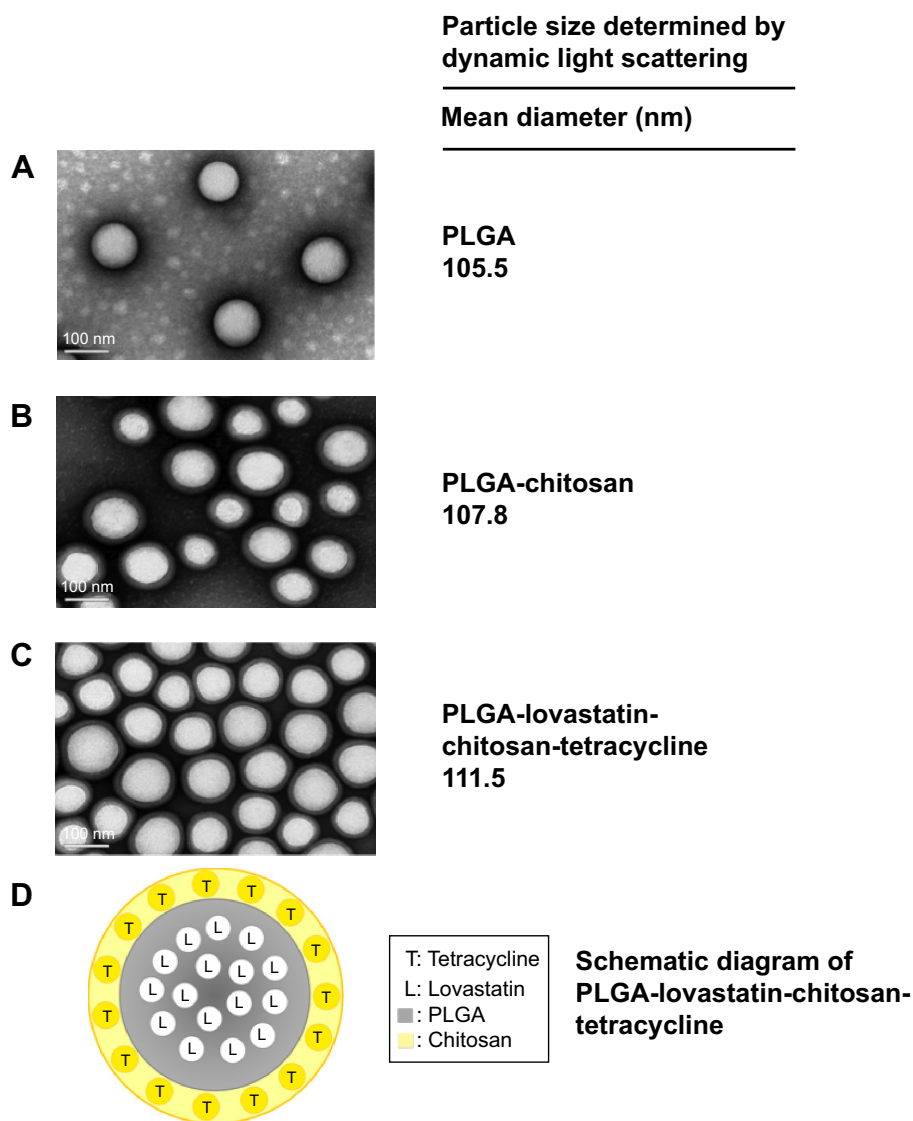 Particle size determined by
dynamic light scattering
Mean diameter (nm)
A
100 nm
PLGA
105.5
B
100 nm
PLGA-chitosan
107.8
C
100 nm
PLGA-lovastatin-
chitosan-tetracycline
111.5
D
T T T T T T T T T T T T T T T T T
L L L L L L L L L L L L L L L L L
T: Tetracycline
L: Lovastatin
: PLGA
: Chitosan
Schematic diagram of
PLGA-lovastatin-chitosan-
tetracycline